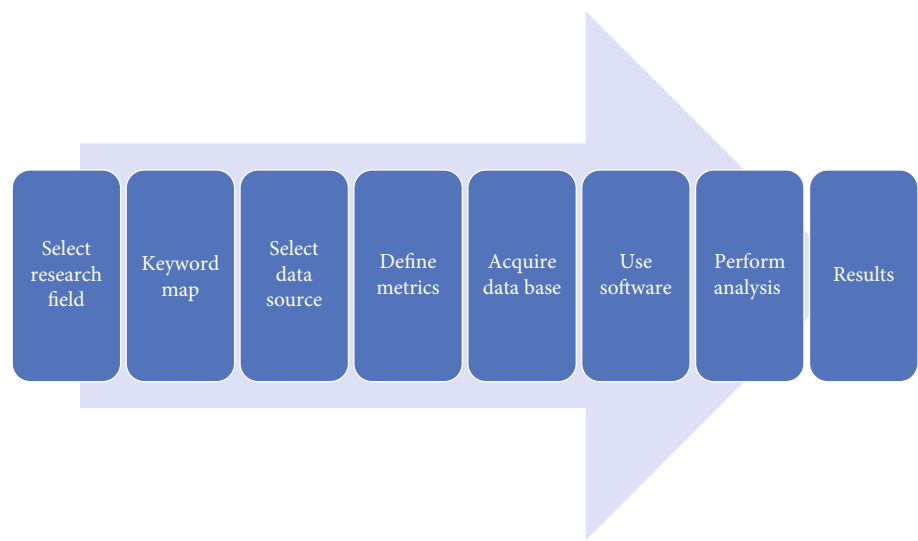 Select
research
field
Keyword
map
Select
data
source
Define
metrics
Acquire
data base
Use
software
Perform
analysis
Results